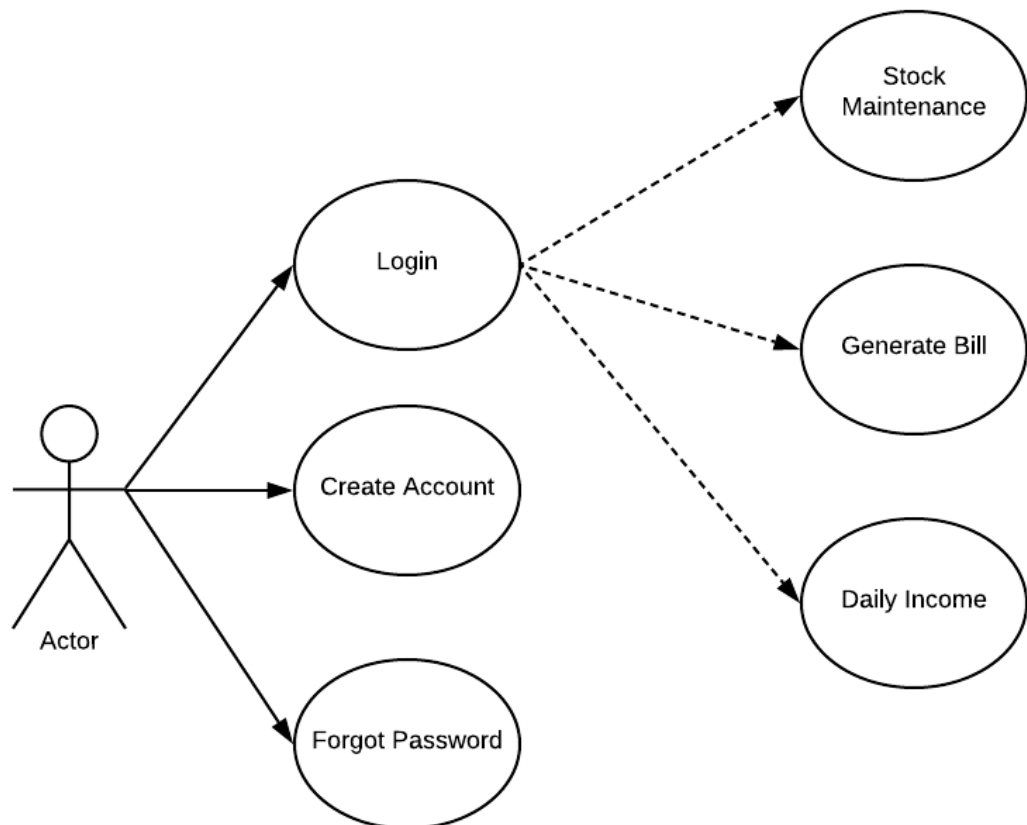 Stock
Maintenance
Login
Generate Bill
Create Account
Daily Income
Actor
Forgot Password